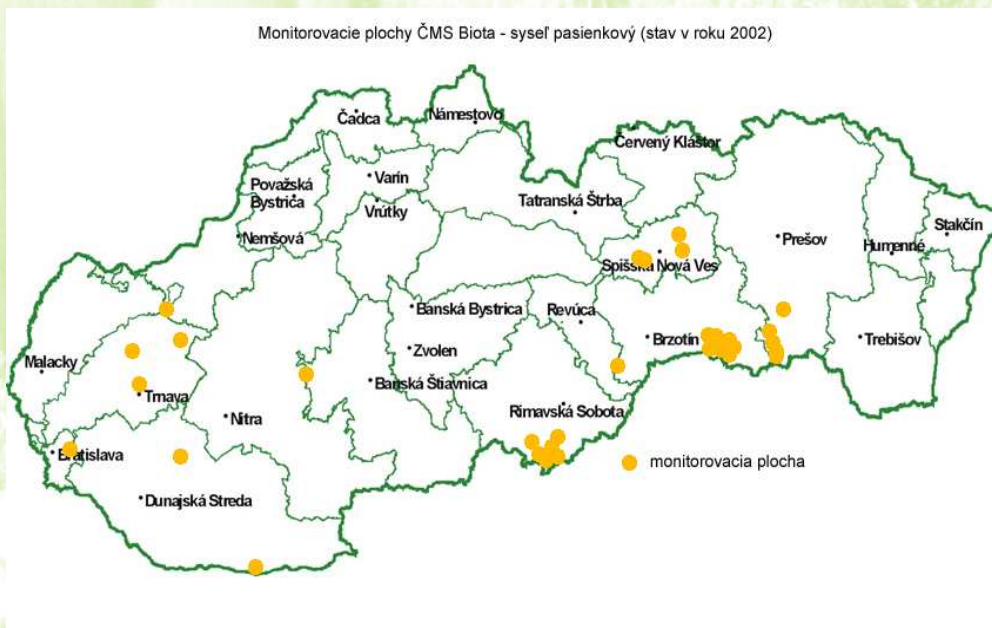 Monitorovacie plochy ČMS Biota - syseľ pasienkový (stav v roku 2002)
Čadca
Námestovo
Červený Kláštor
Varín
Považská
Bystrica
Vrútky
Tatranská Štrba
Stakčín
Nemšová
Prešov
Humenné
Spišská Nová Ves
Banská Bystrica
Revúca
Malacky
Zvolen
Brzotín
Trebišov
Trnava
Banská Štiavnica
Nitra
Rimavská Sobota
Bratislava
monitorovacia plocha
Dunajská Streda